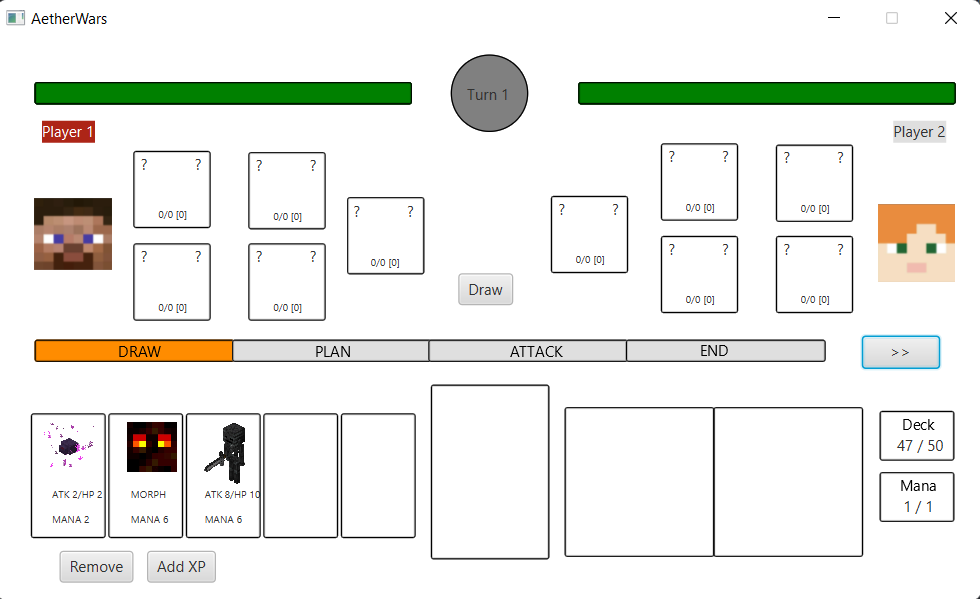 AetherWars
Turn 1
Player 1
Player 2
? ?
0/0 [0]
? ?
0/0 [0]
? ?
0/0 [0]
? ?
0/0 [0]
? ?
0/0 [0]
? ?
0/0 [0]
? ?
0/0 [0]
? ?
0/0 [0]
? ?
0/0 [0]
? ?
0/0 [0]
Draw
DRAW PLAN ATTACK END
>>
ATK 2/HP 2
MANA 2
MORPH
MANA 6
ATK 8/HP 10
MANA 6
Deck
47 / 50
Mana
1 / 1
Remove
Add XP